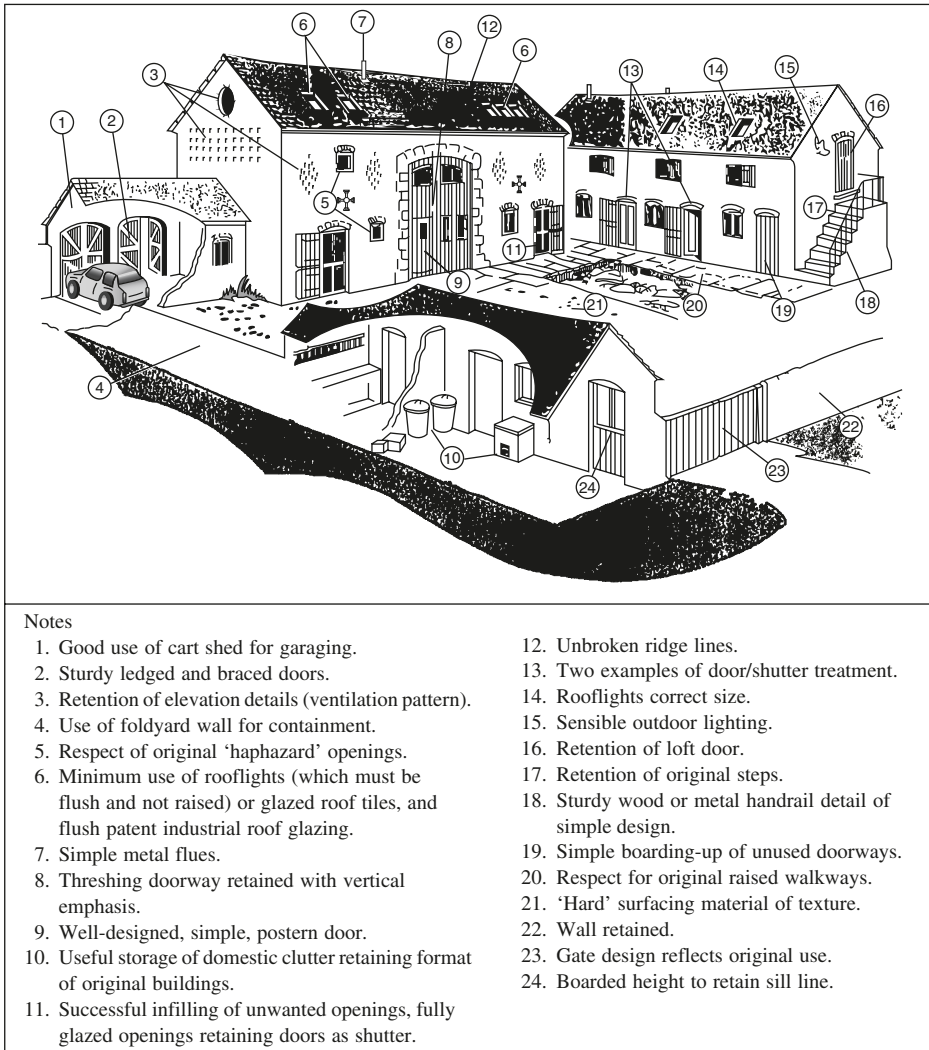 6
7
12
8
6
3
13
14
15
16
1
2
5
17
11
9
21
20
19
18
4
22
10
24
23
Notes
1. Good use of cart shed for garaging.
2. Sturdy ledged and braced doors.
3. Retention of elevation details (ventilation pattern).
4. Use of foldyard wall for containment.
5. Respect of original ‘haphazard’ openings.
6. Minimum use of rooflights (which must be
flush and not raised) or glazed roof tiles, and
flush patent industrial roof glazing.
7. Simple metal flues.
8. Threshing doorway retained with vertical
emphasis.
9. Well-designed, simple, postern door.
10. Useful storage of domestic clutter retaining format
of original buildings.
11. Successful infilling of unwanted openings, fully
glazed openings retaining doors as shutter.
12. Unbroken ridge lines.
13. Two examples of door/shutter treatment.
14. Rooflights correct size.
15. Sensible outdoor lighting.
16. Retention of loft door.
17. Retention of original steps.
18. Sturdy wood or metal handrail detail of
simple design.
19. Simple boarding-up of unused doorways.
20. Respect for original raised walkways.
21. ‘Hard’ surfacing material of texture.
22. Wall retained.
23. Gate design reflects original use.
24. Boarded height to retain sill line.